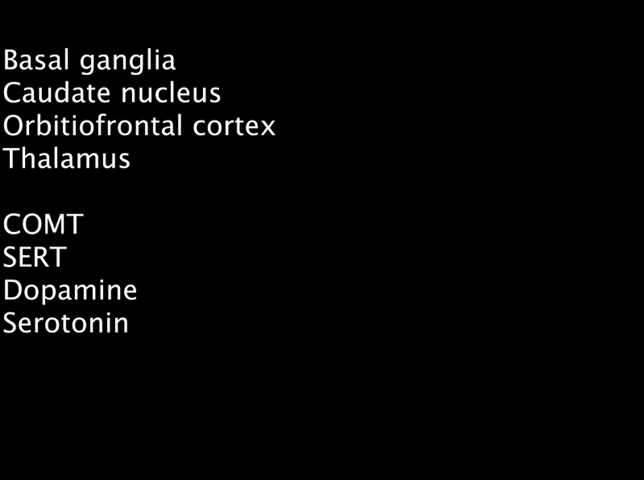 Basal ganglia
Caudate nucleus
Orbitiofrontal cortex
Thalamus
COMT
SERT
Dopamine
Serotonin